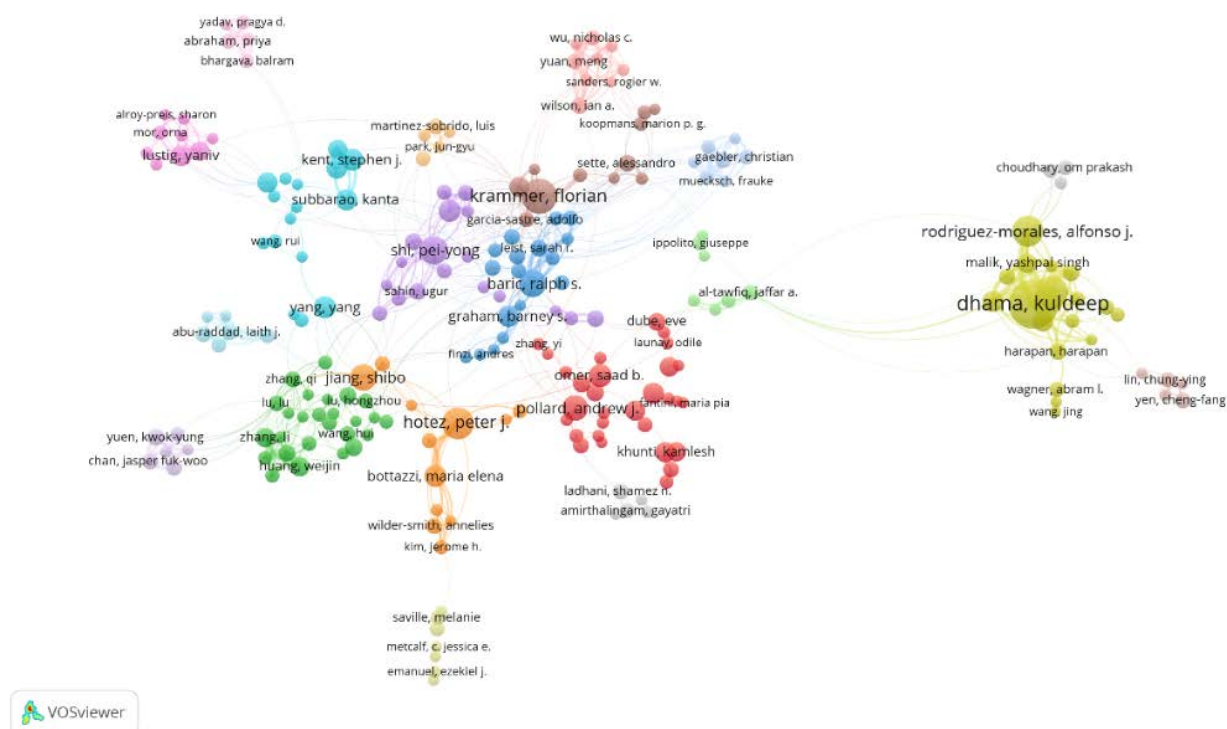 yadav, pragya d.
abraham, priya
bhargava, balram
wu, nicholas c.
yuan, meng
sanders, rogier w.
wilson, ian a.
koopmans, marion p. g.
alroy-preis, sharon
mor, orna
lustig, yaniv
martinez-sobrido, luis
park, jun-gyu
kent, stephen j.
subbarao, kanta
sette, alessandro
gaebler, christian
muecksch, frauke
choudhary, om prakash
krammer, florian
garcia-sastre, adolfo
wang, rui
shi, pei-yong
leist, sarah r.
ippolito, giuseppe
rodriguez-morales, alfonso j.
malik, yashpal singh
sahin, ugur
baric, ralph s.
al-tawfiq, jaffar a.
dhama, kuldeep
yang, yang
graham, barney s.
dube, eve
abu-raddad, laith j.
launay, odile
zhang, yi
finzi, andres
harapan, harapan
zhang, qi
jiang, shibo
omer, saad b.
lin, chung-ying
wagner, abram l.
yen, cheng-fang
lu, lu
lu, hongzhou
pollard, andrew j.
fantini, maria pia
wang, jing
hotez, peter j.
yuen, kwok-yung
zhang, li
wang, hui
chan, jasper fuk-woo
huang, weijin
khunti, kamlesh
bottazzi, maria elena
ladhani, shamez n.
amirthalingam, gayatri
wilder-smith, annelies
kim, jerome h.
saville, melanie
metcalf, c. jessica e.
emanuel, ezekiel j.
VOSviewer